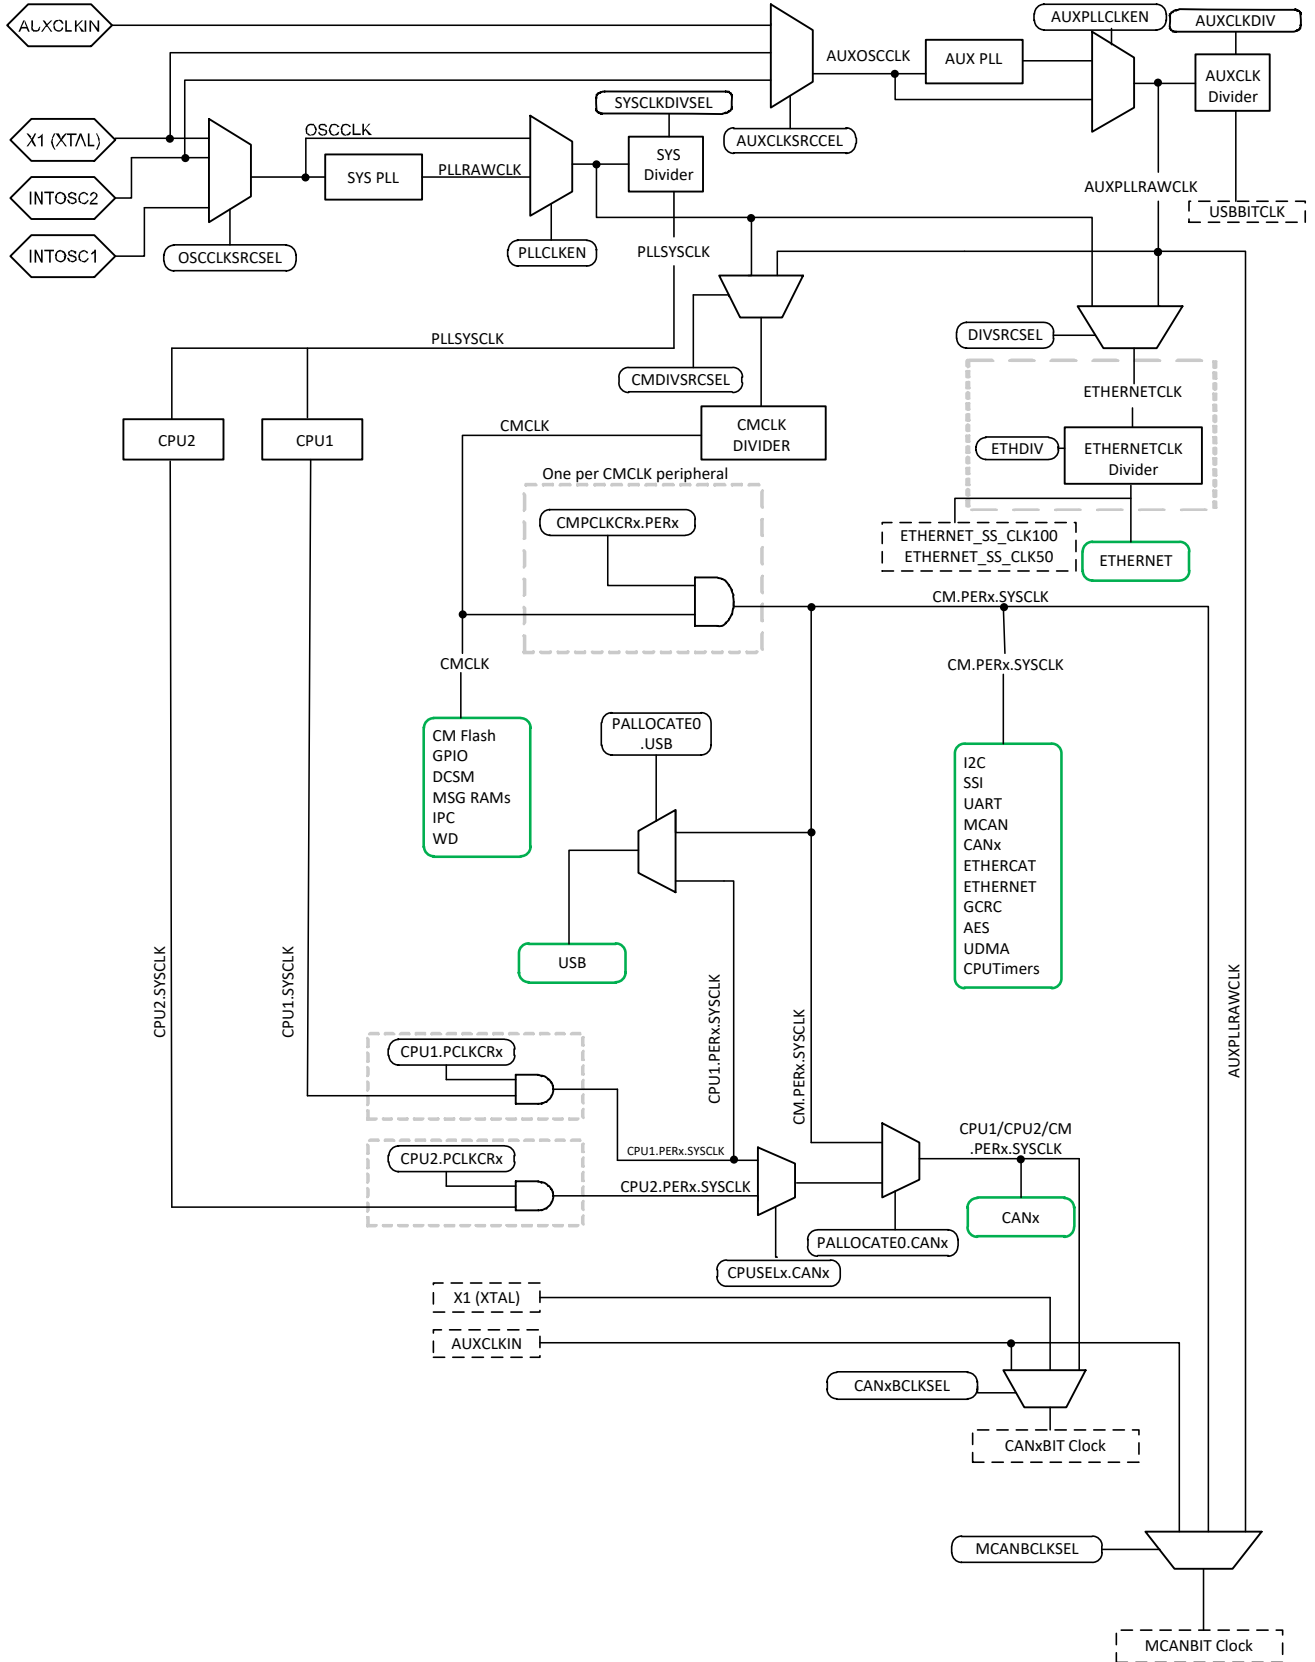 AUXCLKIN
AUXPLLCLKEN
AUXCLKDIV
AUXOSCCLK
AUX PLL
AUXCLK
Divider
SYSCLKDIVSEL
X1 (XTAL)
OSCCLK
AUXCLKSRCCEL
SYS PLL
PLLRAWCLK
SYS
Divider
INTOSC2
AUXPLLRAWCLK
USBBITCLK
INTOSC1
OSCCLKSRCSEL
PLLCLKEN
PLLSYSCLK
PLLSYSCLK
DIVSRCSEL
CMDIVSRCSEL
ETHERNETCLK
CPU2
CPU1
CMCLK
CMCLK
DIVIDER
ETHDIV
ETHERNETCLK
Divider
One per CMCLK peripheral
CMPCLKCRx.PERx
ETHERNET_SS_CLK100
ETHERNET_SS_CLK50
ETHERNET
CM.PERx.SYSCLK
CMCLK
CM.PERx.SYSCLK
PALLOCATE0
.USB
CM Flash
GPIO
DCSM
MSG RAMs
IPC
WD
I2C
SSI
UART
MCAN
CANx
ETHERCAT
ETHERNET
GCRC
AES
UDMA
CPUTimers
USB
CPU2.SYSCLK
CPU1.SYSCLK
CPU1.PERx.SYSCLK
CM.PERx.SYSCLK
AUXPLLRAWCLK
CPU1.PCLKCRx
CPU2.PCLKCRx
CPU1.PERx.SYSCLK
CPU2.PERx.SYSCLK
CPU1/CPU2/CM
.PERx.SYSCLK
CANx
PALLOCATE0.CANx
CPUSELx.CANx
X1 (XTAL)
AUXCLKIN
CANxBCLKSEL
CANxBIT Clock
MCANBCLKSEL
MCANBIT Clock